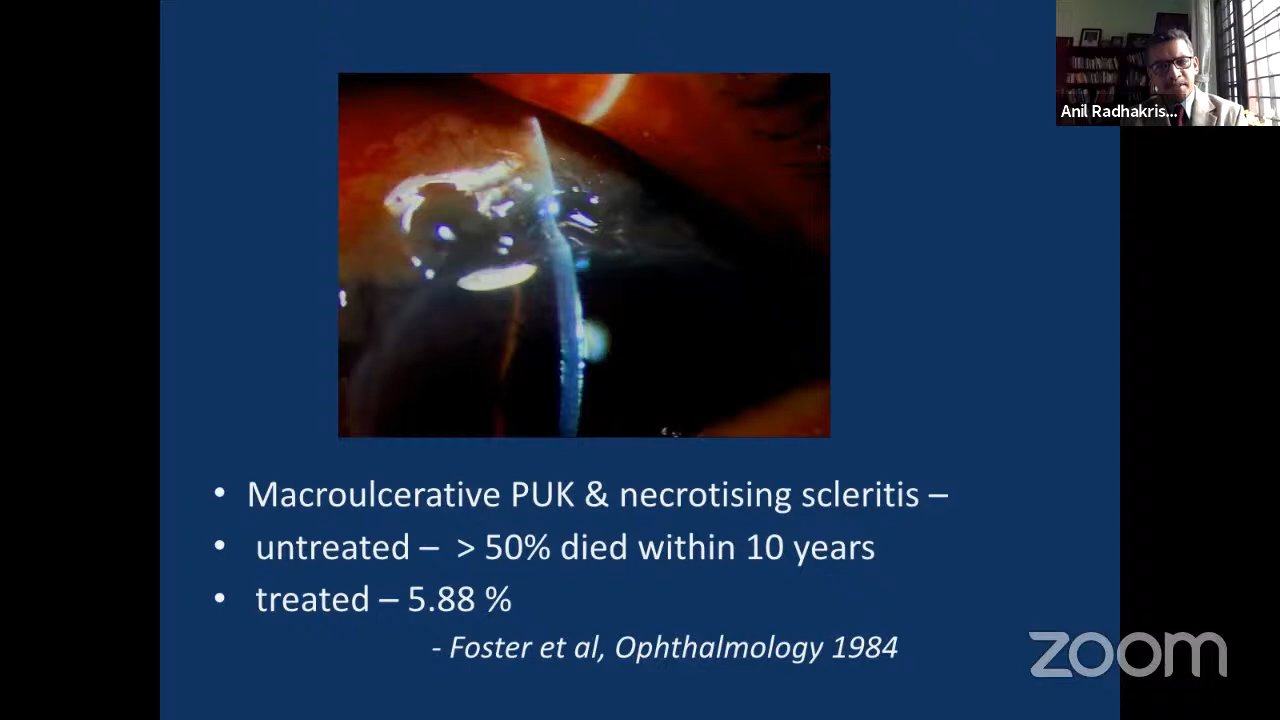 Anil Radhakris...
• Macroulcerative PUK & necrotising scleritis –
• untreated – > 50% died within 10 years
• treated – 5.88 %
- Foster et al, Ophthalmology 1984
zoom